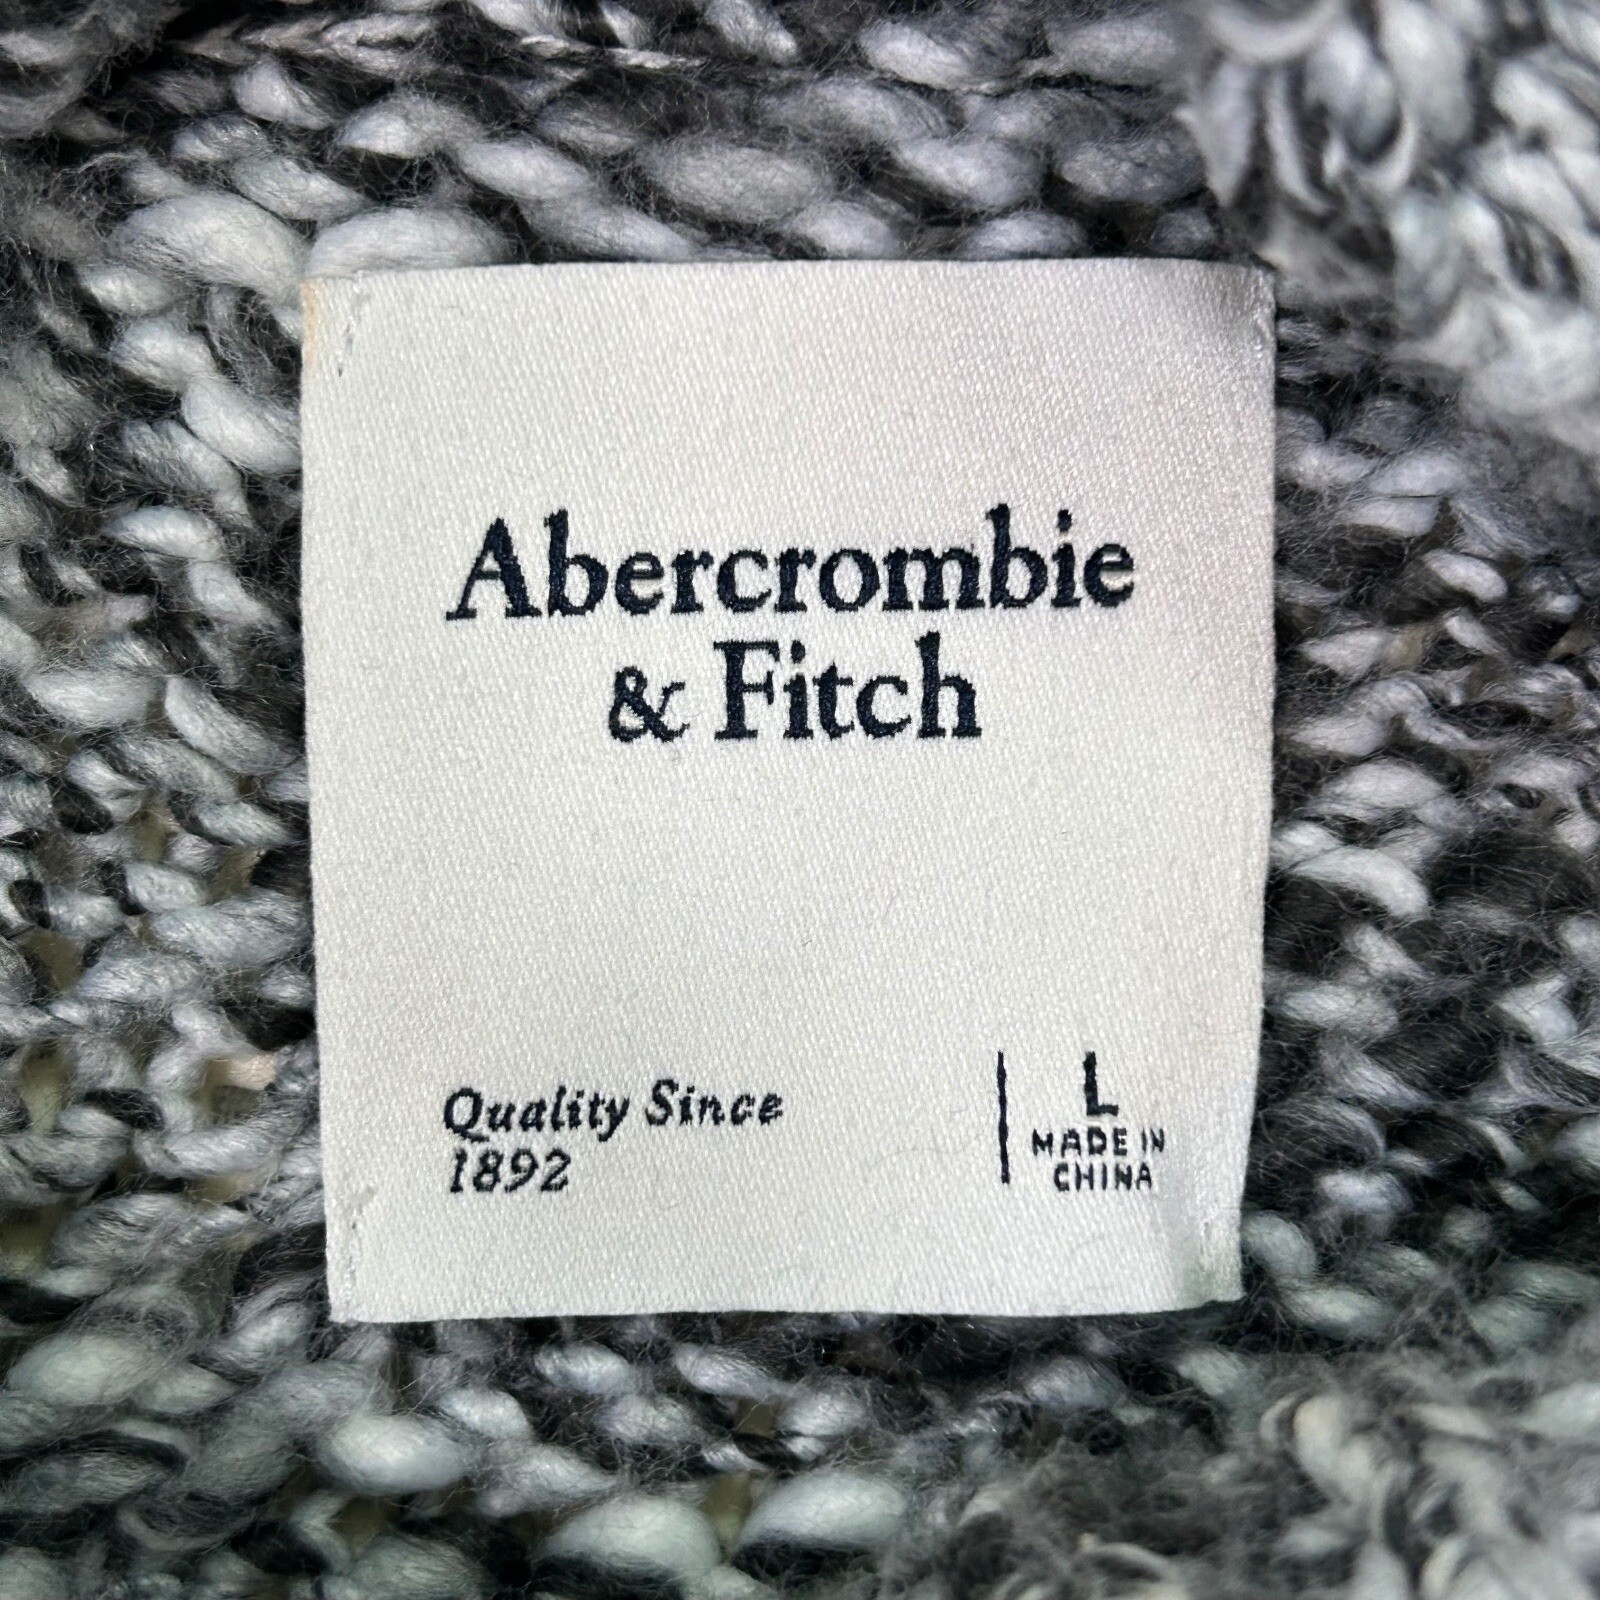 Abercrombie
& Fitch
Quality Since
1892
L
MADE IN
CHINA